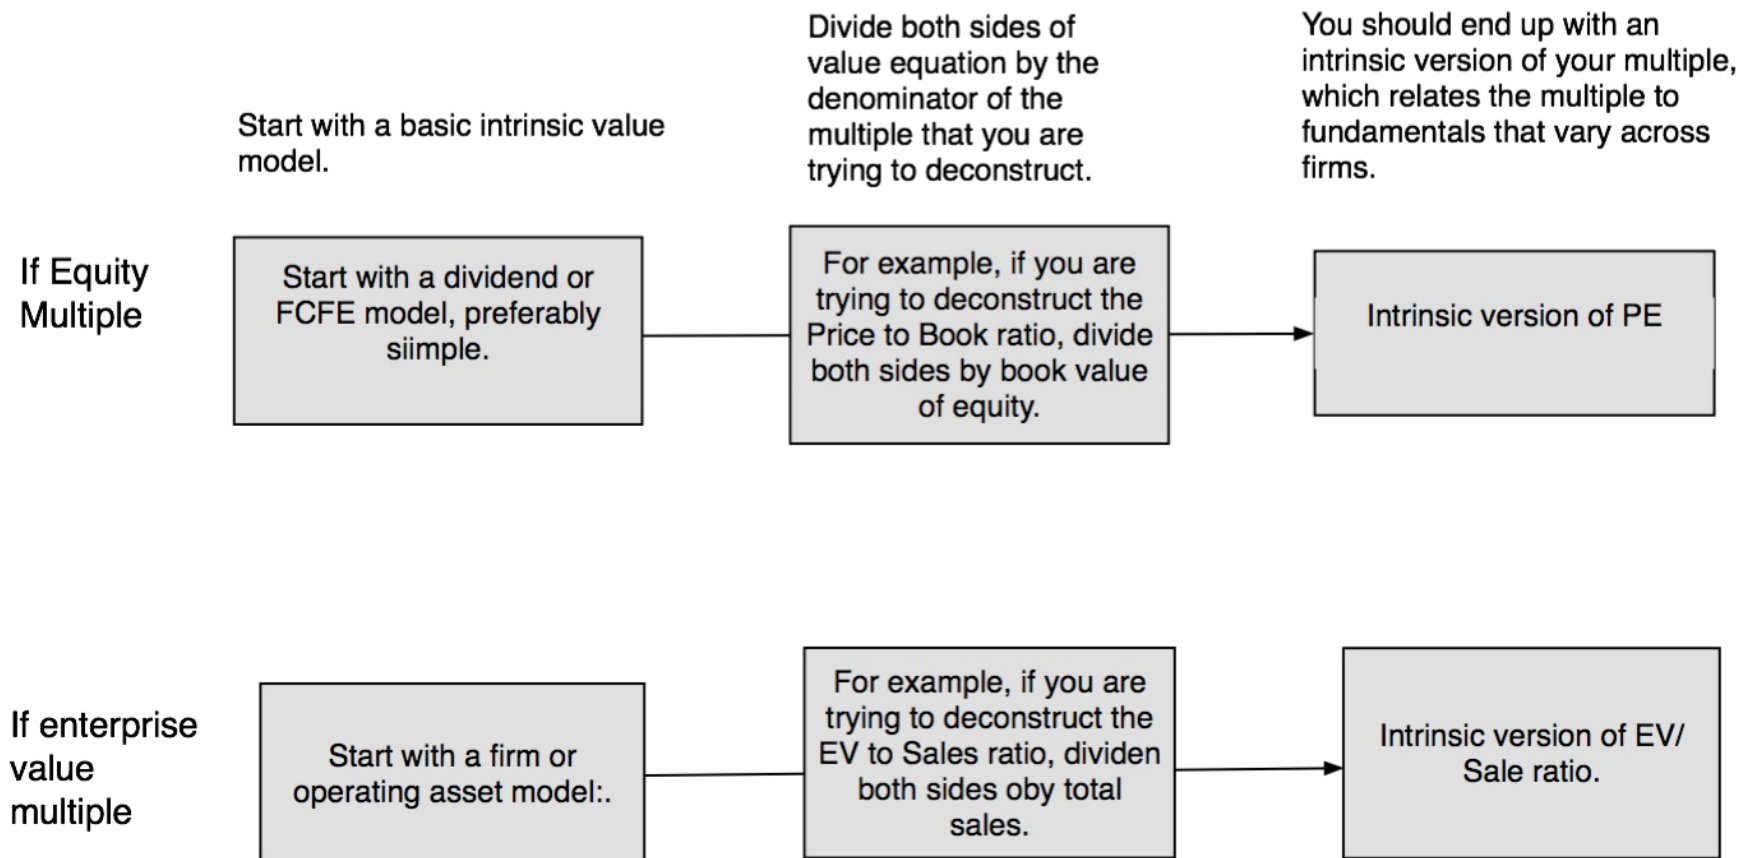 Start with a basic intrinsic value
model.
Divide both sides of
value equation by the
denominator of the
multiple that you are
trying to deconstruct.
You should end up with an
intrinsic version of your multiple,
which relates the multiple to
fundamentals that vary across
firms.
If Equity
Multiple
Start with a dividend or
FCFE model, preferably
siimple.
For example, if you are
trying to deconstruct the
Price to Book ratio, divide
both sides by book value
of equity.
Intrinsic version of PE
If enterprise
value
multiple
Start with a firm or
operating asset model:.
For example, if you are
trying to deconstruct the
EV to Sales ratio, dividen
both sides oby total
sales.
Intrinsic version of EV/
Sale ratio.